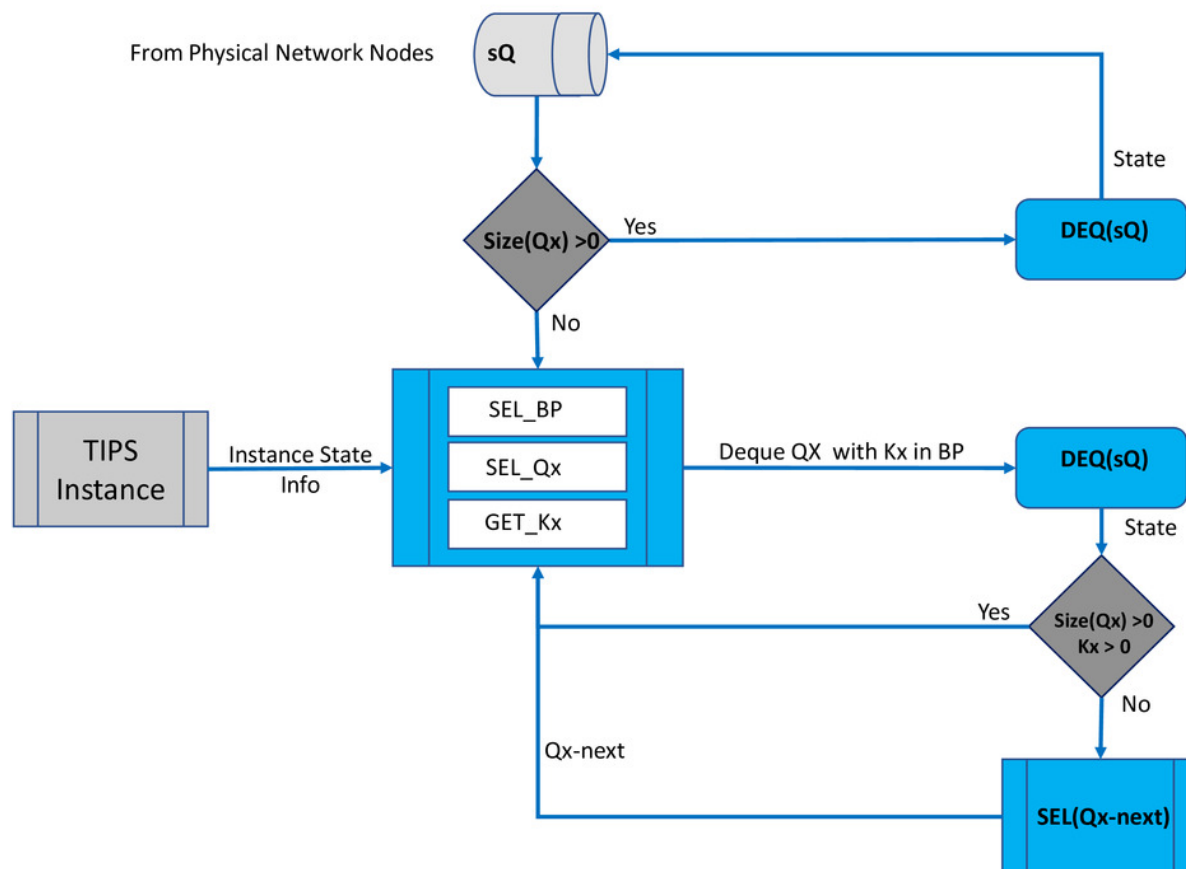 From Physical Network Nodes
sQ
State
Size(Qx) >0
Yes
DEQ(sQ)
No
SEL_BP
TIPS
Instance
Instance State
Info
SEL_Qx
Deque QX  with Kx in BP
DEQ(sQ)
GET_Kx
State
Yes
Size(Qx) >0
Kx > 0
No
Qx-next
SEL(Qx-next)